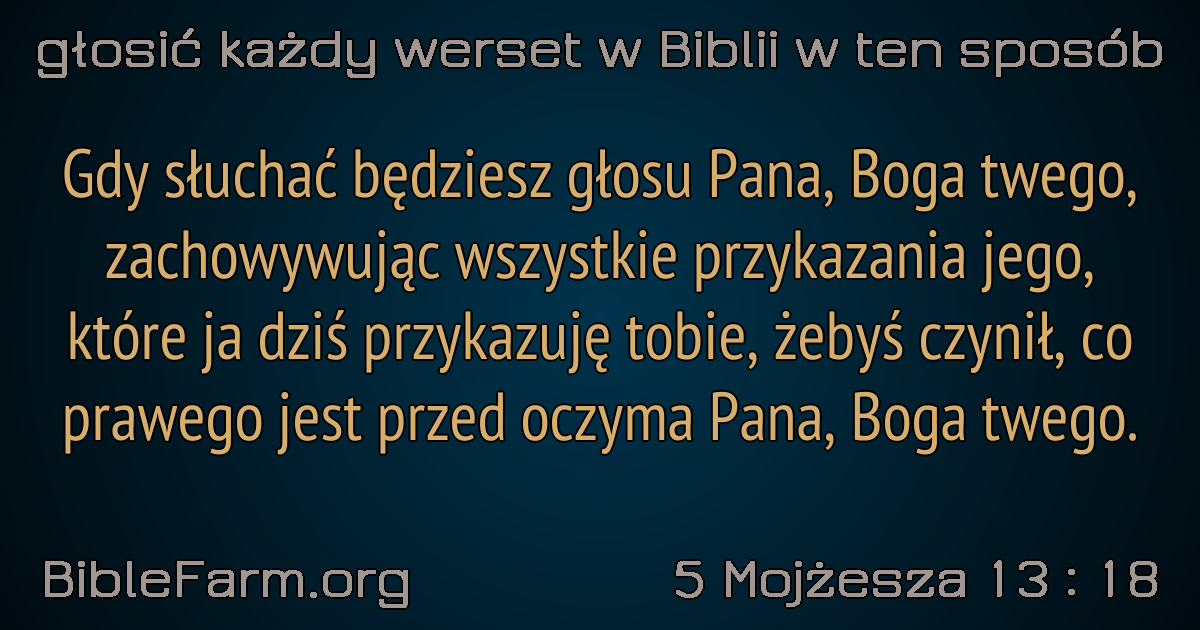 głosić każdy werset w Biblii w ten sposób
Gdy słuchać będziesz głosu Pana, Boga twego,
zachowywując wszystkie przykazania jego,
które ja dziś przykazuję tobie, żebyś czynił, co
prawego jest przed oczyma Pana, Boga twego.
BibleFarm.org
5 Mojżesza 13 : 18